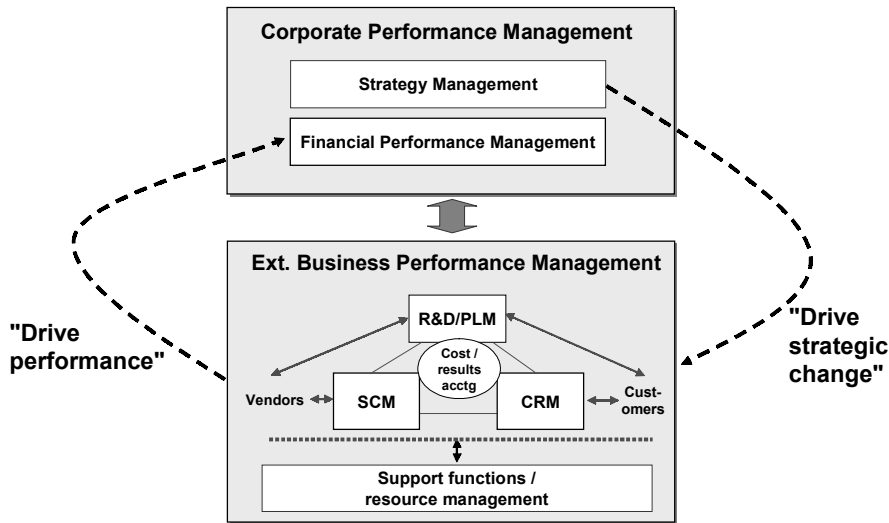 Corporate Performance Management
Strategy Management
Financial Performance Management
Ext. Business Performance Management
"Drive
performance"
"Drive
strategic
change"
R&D/PLM
Cost /
results
acctg
Vendors
SCM
CRM
Cust-
omers
Support functions /
resource management